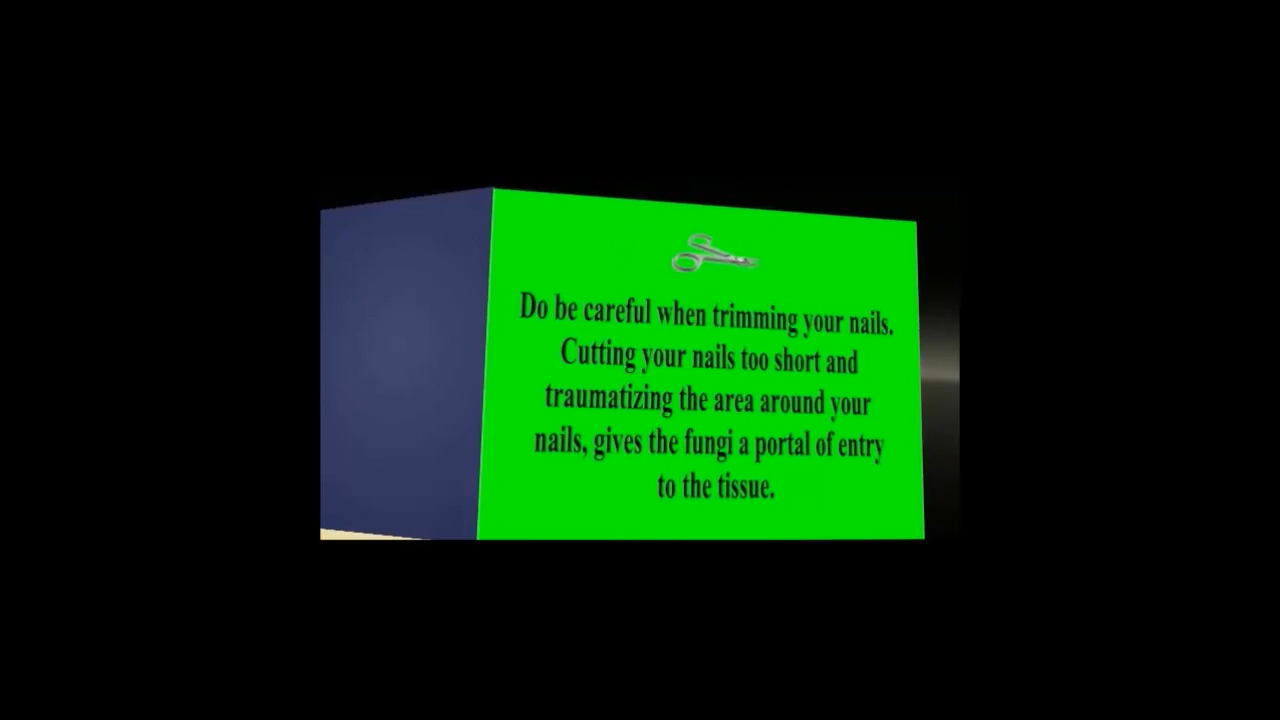 Do be careful when trimming your nails.
Cutting your nails too short and
traumatizing the area around your
nails, gives the fungi a portal of entry
to the tissue.